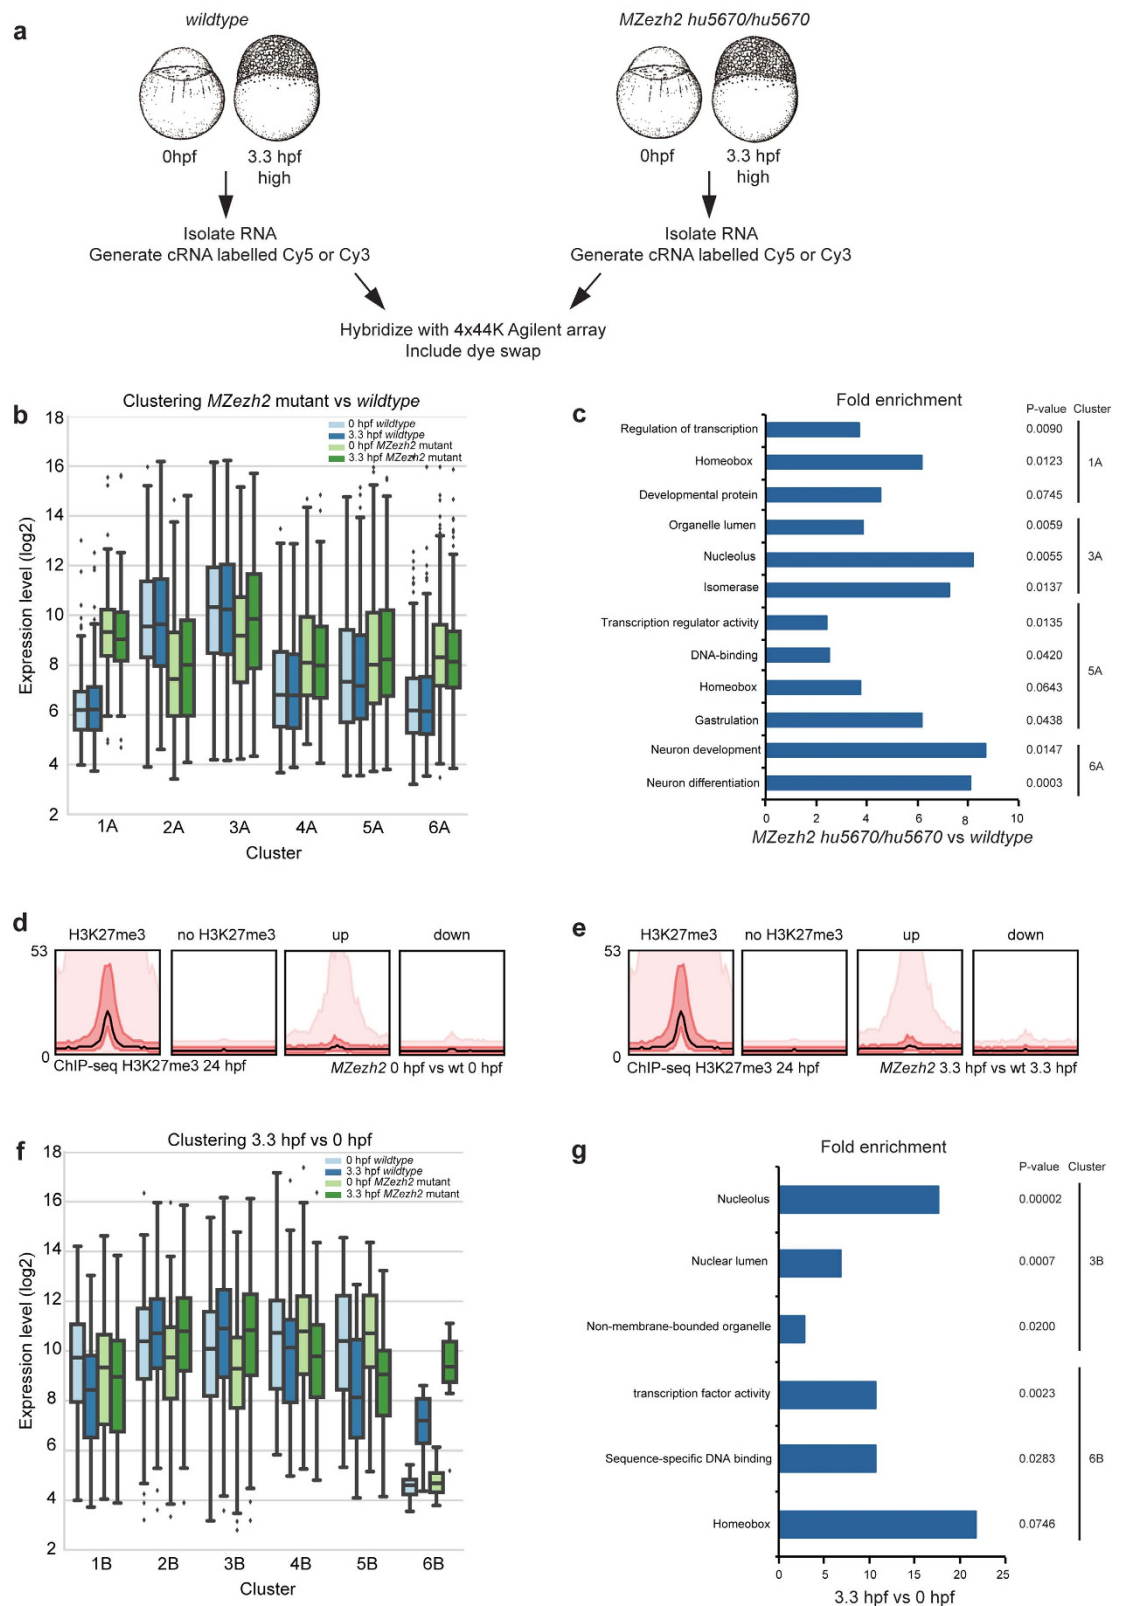 a
wildtype
MZezh2 hu5670/hu5670
0hpf
3.3 hpf
high
0hpf
3.3 hpf
high
Isolate RNA
Generate cRNA labelled Cy5 or Cy3
Isolate RNA
Generate cRNA labelled Cy5 or Cy3
Hybridize with 4x44K Agilent array
Include dye swap
b
Clustering MZezh2 mutant vs wildtype
0 hpf wildtype
3.3 hpf wildtype
0 hpf MZezh2 mutant
3.3 hpf MZezh2 mutant
Expression level (log2)
18
16
14
12
10
8
6
4
2
1A 2A 3A 4A 5A 6A
Cluster
c
Fold enrichment
P-value Cluster
Regulation of transcription 0.0090
Homeobox 0.0123 1A
Developmental protein 0.0745
Organelle lumen 0.0059
Nucleolus 0.0055 3A
Isomerase 0.0137
Transcription regulator activity 0.0135
DNA-binding 0.0420
5A
Homeobox 0.0643
Gastrulation 0.0438
Neuron development 0.0147
6A
Neuron differentiation 0.0003
0 2 4 6 8 10
MZezh2 hu5670/hu5670 vs wildtype
d
H3K27me3 no H3K27me3 up down
53
0
ChIP-seq H3K27me3 24 hpf
MZezh2 0 hpf vs wt 0 hpf
e
H3K27me3 no H3K27me3 up down
53
0
ChIP-seq H3K27me3 24 hpf
MZezh2 3.3 hpf vs wt 3.3 hpf
f
Clustering 3.3 hpf vs 0 hpf
0 hpf wildtype
3.3 hpf wildtype
0 hpf MZezh2 mutant
3.3 hpf MZezh2 mutant
Expression level (log2)
18
16
14
12
10
8
6
4
2
1B 2B 3B 4B 5B 6B
Cluster
g
Fold enrichment
P-value Cluster
Nucleolus 0.00002
Nuclear lumen 0.0007 3B
Non-membrane-bounded organelle 0.0200
transcription factor activity 0.0023
Sequence-specific DNA binding 0.0283 6B
Homeobox 0.0746
0 5 10 15 20 25
3.3 hpf vs 0 hpf